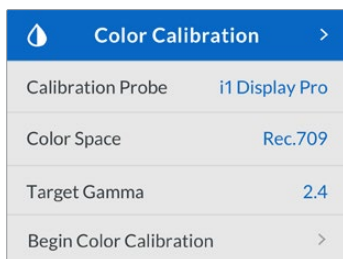 Color Calibration
Calibration Probe i1 Display Pro
Color Space Rec.709
Target Gamma 2.4
Begin Color Calibration